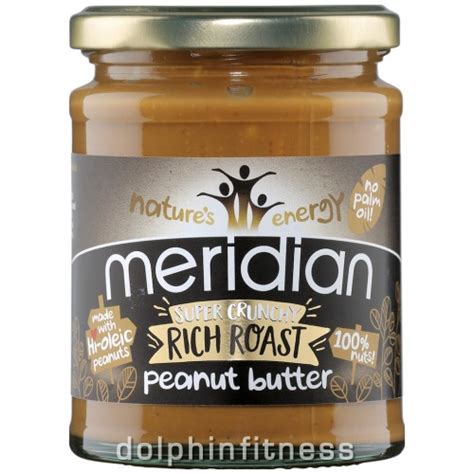 nature's energy
no
palm
oil!
meridian
SUPER CRUNCHY
RICH ROAST
made
with
Hi-oleic
peanuts
100%
nuts!
peanut butter
dolphinfitness